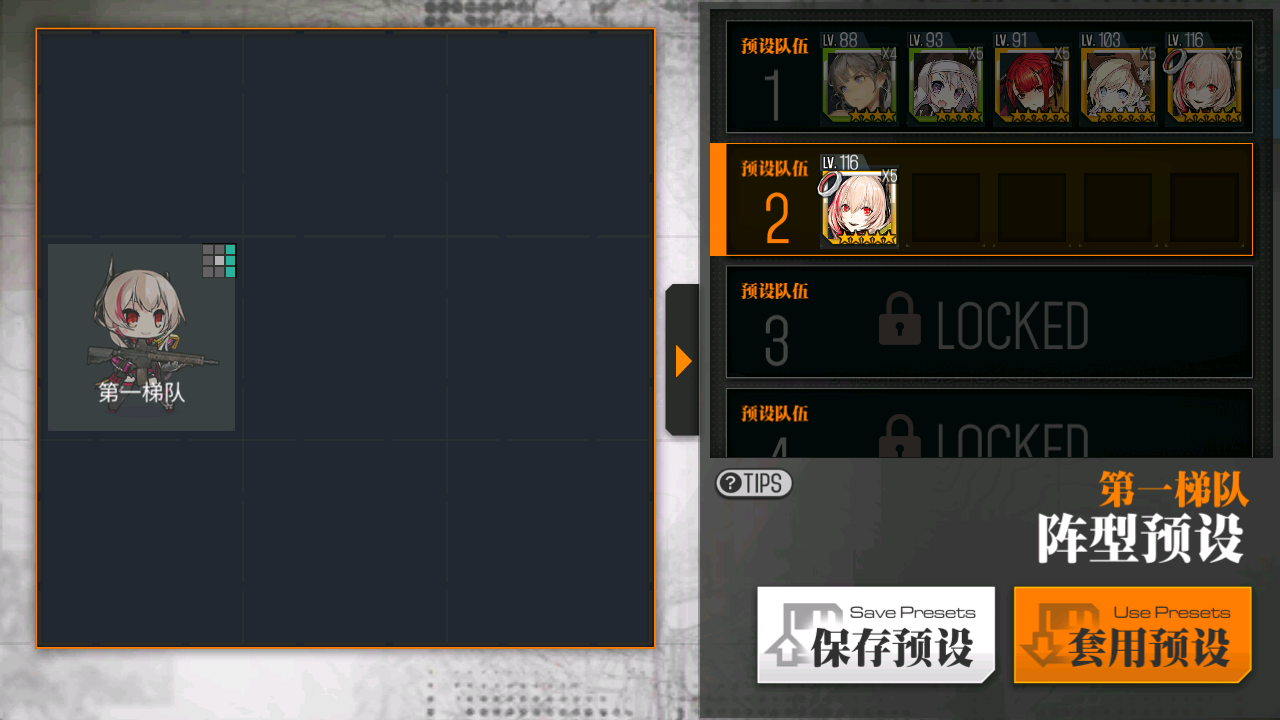 第一梯队
预设队伍
1
LV. 88
X4
LV. 93
X5
LV. 91
X5
LV. 103
X5
LV. 116
X5
预设队伍
2
LV. 116
X5
预设队伍
3
LOCKED
预设队伍
4
LOCKED
? TIPS
第一梯队
阵型预设
Save Presets
保存预设
Use Presets
套用预设